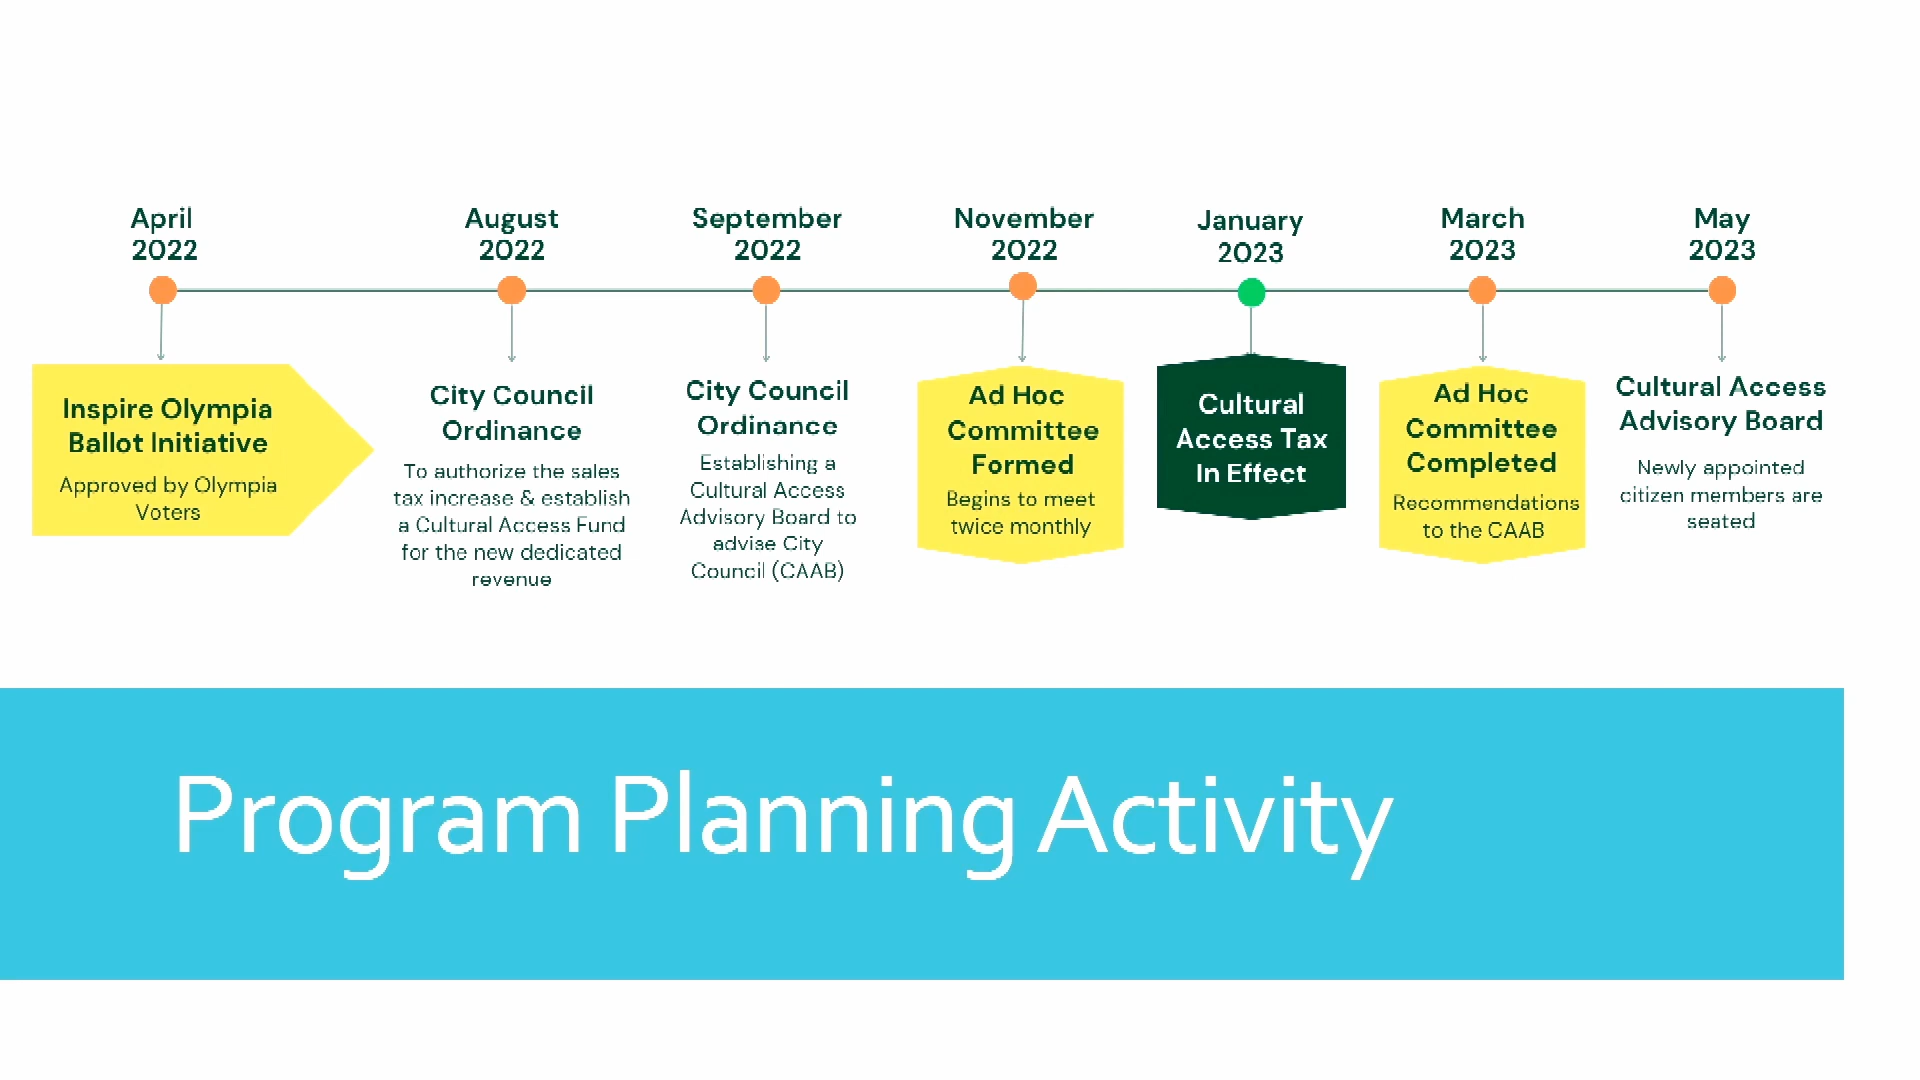 April
2022
August
2022
September
2022
November
2022
January
2023
March
2023
May
2023
Inspire Olympia
Ballot Initiative
Approved by Olympia
Voters
City Council
Ordinance
To authorize the sales
tax increase & establish
a Cultural Access Fund
for the new dedicated
revenue
City Council
Ordinance
Establishing a
Cultural Access
Advisory Board to
advise City
Council (CAAB)
Ad Hoc
Committee
Formed
Begins to meet
twice monthly
Cultural
Access Tax
In Effect
Ad Hoc
Committee
Completed
Recommendations
to the CAAB
Cultural Access
Advisory Board
Newly appointed
citizen members are
seated
Program Planning Activity